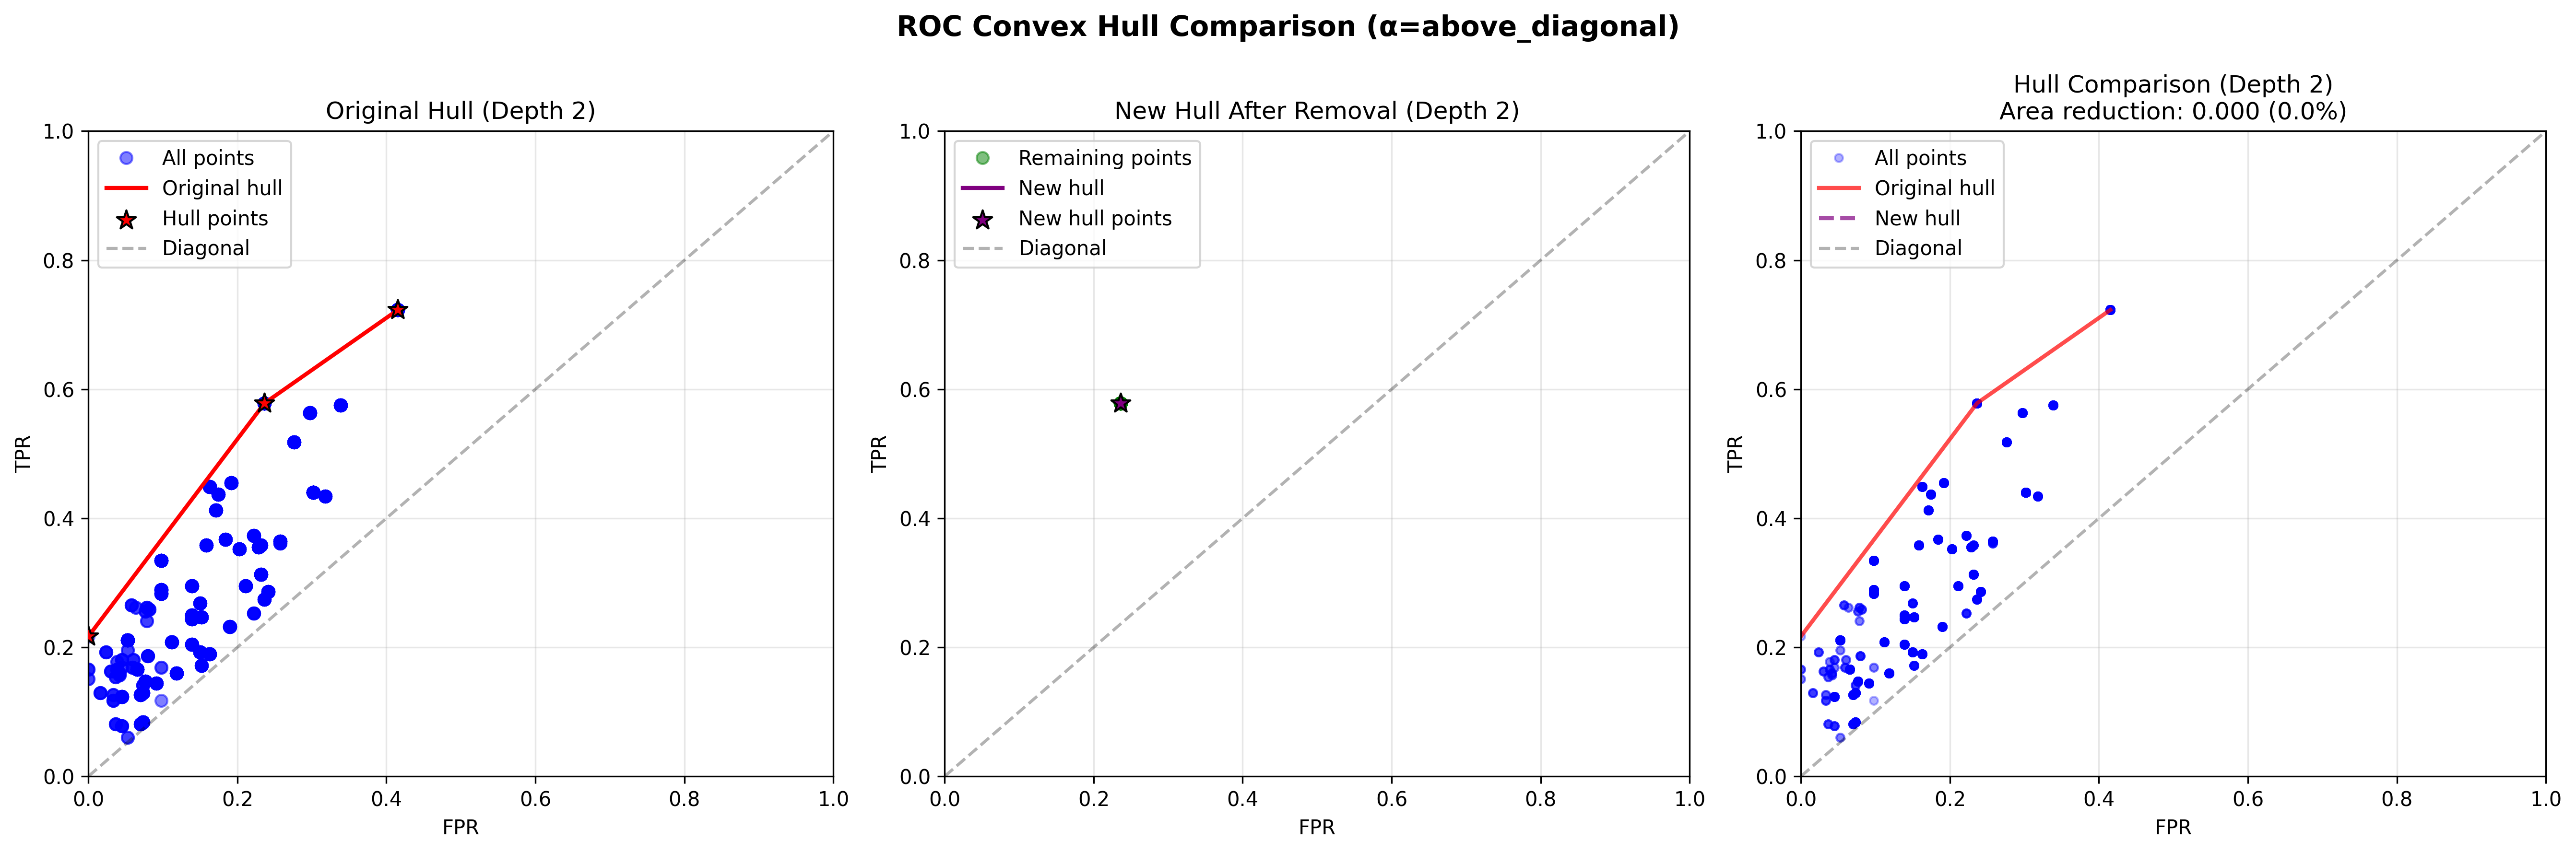 ROC Convex Hull Comparison (α=above_diagonal)
Original Hull (Depth 2)
All points
Original hull
Hull points
Diagonal
1.0
0.8
0.6
0.4
0.2
0.0
TPR
0.0 0.2 0.4 0.6 0.8 1.0
FPR
New Hull After Removal (Depth 2)
Remaining points
New hull
New hull points
Diagonal
1.0
0.8
0.6
0.4
0.2
0.0
TPR
0.0 0.2 0.4 0.6 0.8 1.0
FPR
Hull Comparison (Depth 2)
Area reduction: 0.000 (0.0%)
All points
Original hull
New hull
Diagonal
1.0
0.8
0.6
0.4
0.2
0.0
TPR
0.0 0.2 0.4 0.6 0.8 1.0
FPR